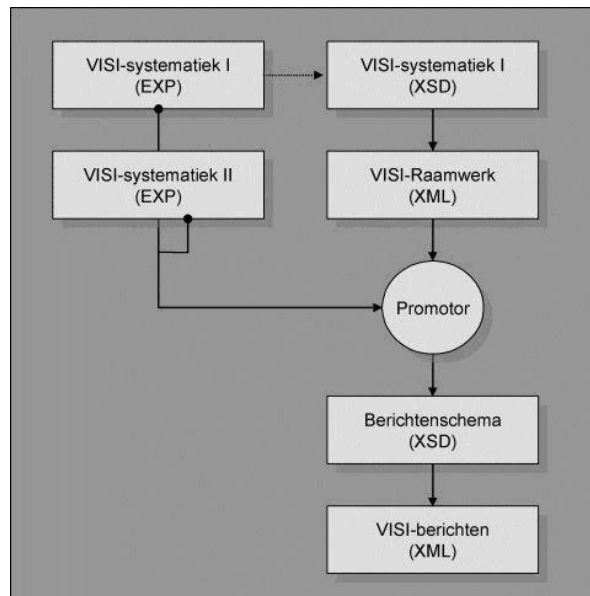 VISI-systematiek I
(EXP)
VISI-systematiek I
(XSD)
VISI-systematiek II
(EXP)
VISI-Raamwerk
(XML)
Promotor
Berichtenschema
(XSD)
VISI-berichten
(XML)